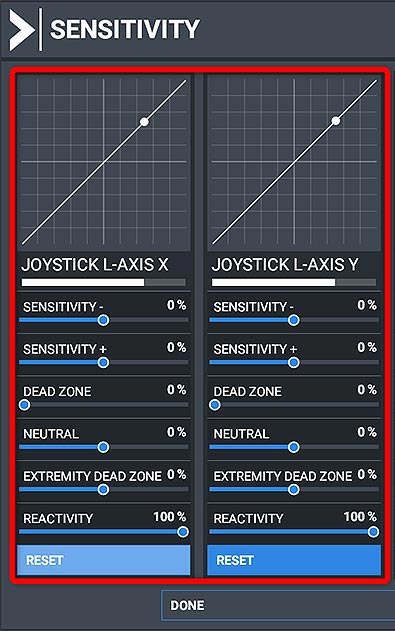 SENSITIVITY
JOYSTICK L-AXIS X
SENSITIVITY - 0 %
SENSITIVITY + 0 %
DEAD ZONE 0 %
NEUTRAL 0 %
EXTREMITY DEAD ZONE 0 %
REACTIVITY 100 %
RESET
JOYSTICK L-AXIS Y
SENSITIVITY - 0 %
SENSITIVITY + 0 %
DEAD ZONE 0 %
NEUTRAL 0 %
EXTREMITY DEAD ZONE 0 %
REACTIVITY 100 %
RESET
DONE